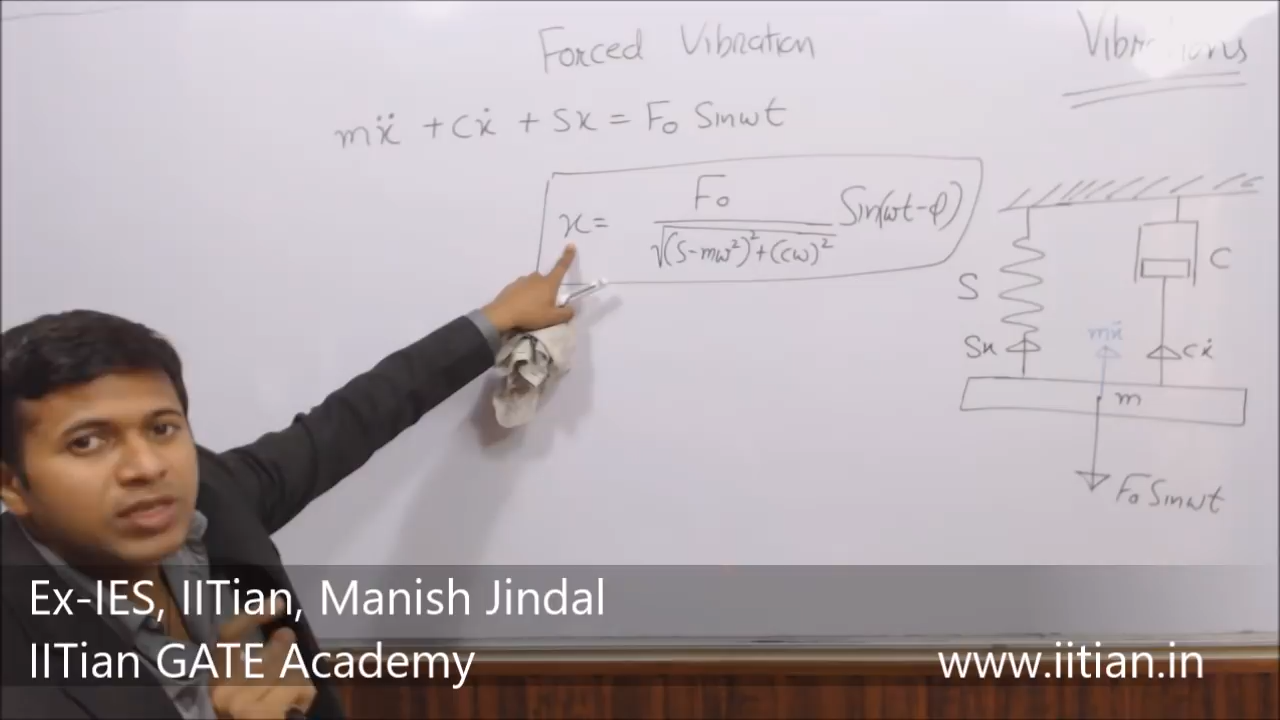 Forced Vibration
Vibrations
mẍ + Cẋ + Sx = F₀ Sinωt
x = F₀ / √((S-mω²)² + (Cω)²) Sin(ωt-φ)
C
S
mẍ
Sx
Cẋ
m
F₀ Sinωt
Ex-IES, IITian, Manish Jindal
IITian GATE Academy
www.iitian.in